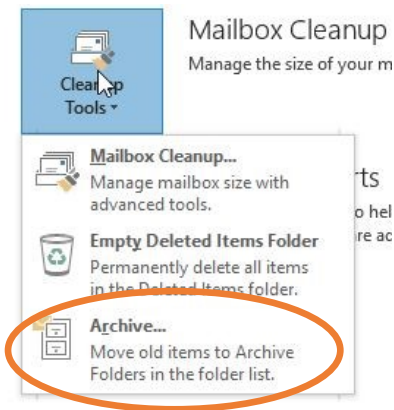 Mailbox Cleanup
Manage the size of your m
Cleanup
Tools
Mailbox Cleanup...
Manage mailbox size with
advanced tools.
rts
o hel
Empty Deleted Items Folder
re ac
Permanently delete all items
in the Deleted Items folder.
Archive...
Move old items to Archive
Folders in the folder list.